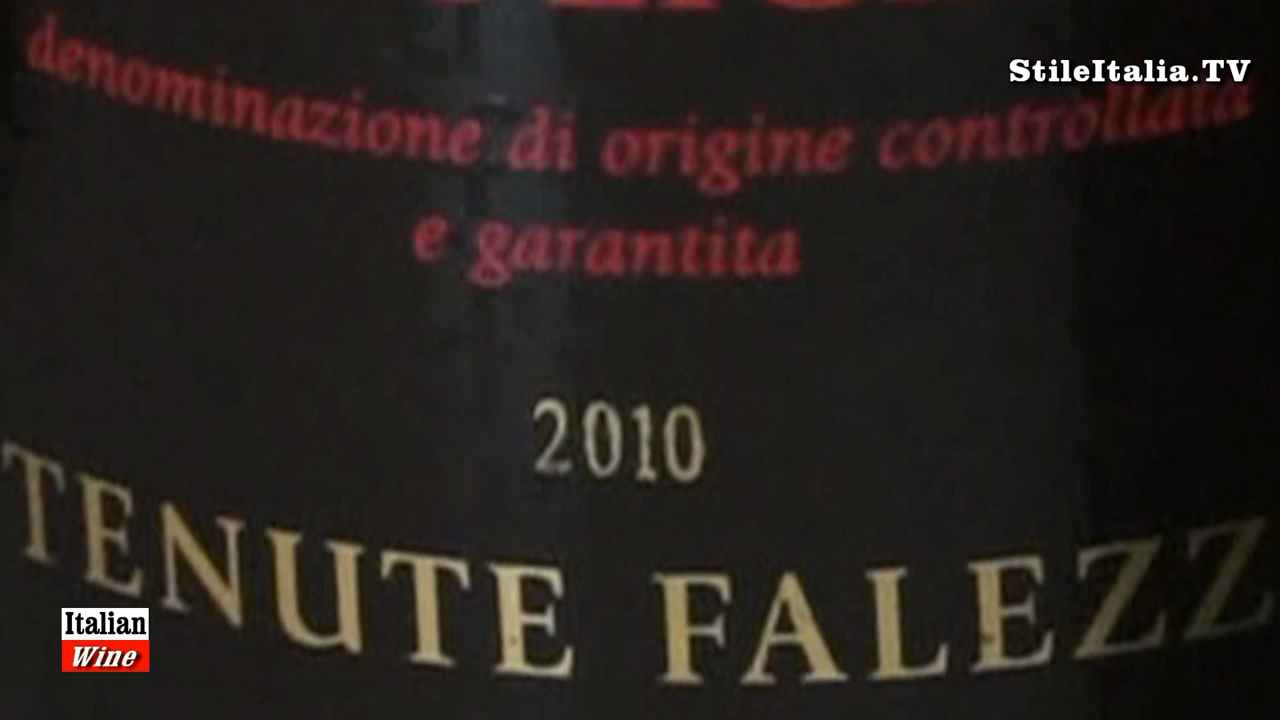 StileItalia.TV
denominazione di origine controllata
e garantita
2010
TENUTE FALEZZ
Italian
Wine